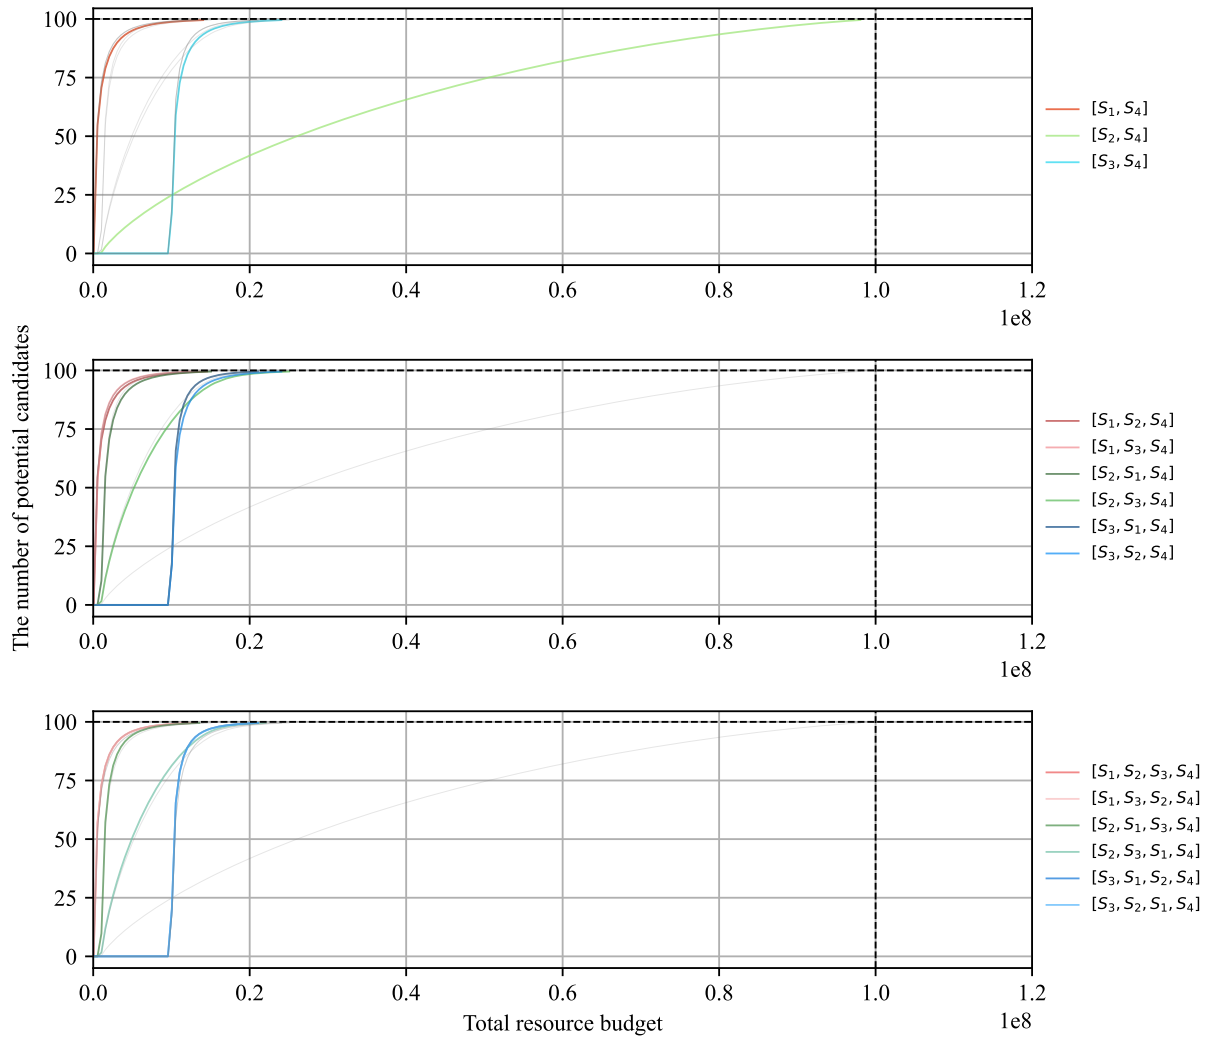 100
75
50
25
0
0.0 0.2 0.4 0.6 0.8 1.0 1.2
1e8
[S₁, S₄]
[S₂, S₄]
[S₃, S₄]
The number of potential candidates
100
75
50
25
0
0.0 0.2 0.4 0.6 0.8 1.0 1.2
1e8
[S₁, S₂, S₄]
[S₁, S₃, S₄]
[S₂, S₁, S₄]
[S₂, S₃, S₄]
[S₃, S₁, S₄]
[S₃, S₂, S₄]
100
75
50
25
0
0.0 0.2 0.4 0.6 0.8 1.0 1.2
1e8
Total resource budget
[S₁, S₂, S₃, S₄]
[S₁, S₃, S₂, S₄]
[S₂, S₁, S₃, S₄]
[S₂, S₃, S₁, S₄]
[S₃, S₁, S₂, S₄]
[S₃, S₂, S₁, S₄]